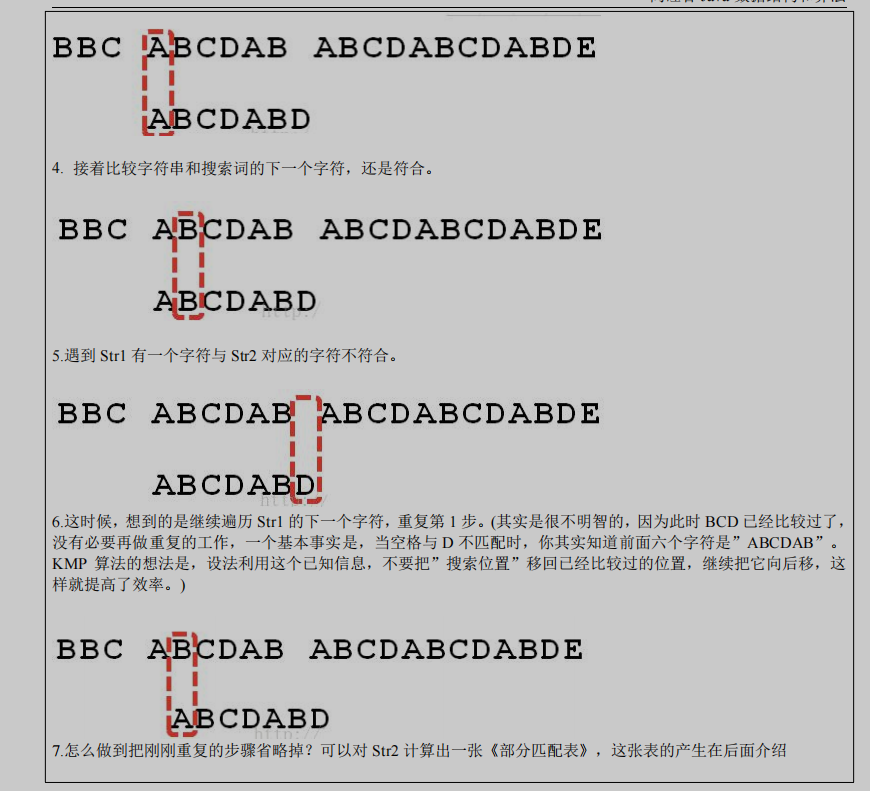 BBC ABCDAB ABCDABCDABDE
ABCDABD
4. 接着比较字符串和搜索词的下一个字符，还是符合。
BBC ABCDAB ABCDABCDABDE
ABCDABD
http:/
5.遇到 Str1 有一个字符与 Str2 对应的字符不符合。
BBC ABCDAB ABCDABCDABDE
ABCDABD
http://
6.这时候，想到的是继续遍历 Str1 的下一个字符，重复第 1 步。(其实是很不明智的，因为此时 BCD 已经比较过了，
没有必要再做重复的工作，一个基本事实是，当空格与 D 不匹配时，你其实知道前面六个字符是”ABCDAB”。
KMP 算法的想法是，设法利用这个已知信息，不要把”搜索位置”移回已经比较过的位置，继续把它向后移，这
样就提高了效率。)
BBC ABCDAB ABCDABCDABDE
ABCDABD
http://
7.怎么做到把刚刚重复的步骤省略掉？可以对 Str2 计算出一张《部分匹配表》，这张表的产生在后面介绍